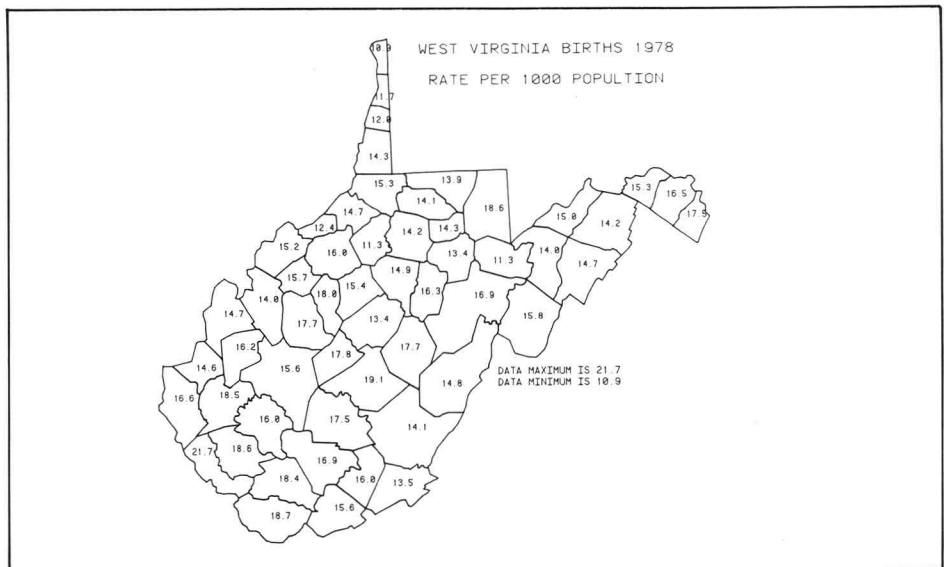 WEST VIRGINIA BIRTHS 1978
RATE PER 1000 POPULTION
10.9
11.7
12.0
14.3
15.3 13.9
14.1 18.6
15.3 16.5
17.5
14.7 12.4 14.2 14.3
15.0 14.2
15.2 16.0 11.3 13.4 11.3 14.0 14.7
15.7 14.9
14.0 18.0 15.4 16.3 16.9
14.7 17.7 13.4 15.8
16.2 17.8 17.7
14.6 15.6 19.1 14.8
DATA MAXIMUM IS 21.7
DATA MINIMUM IS 10.9
16.6 18.5
16.0 17.5 14.1
21.7 18.6 16.9
18.4 16.0 13.5
18.7 15.6